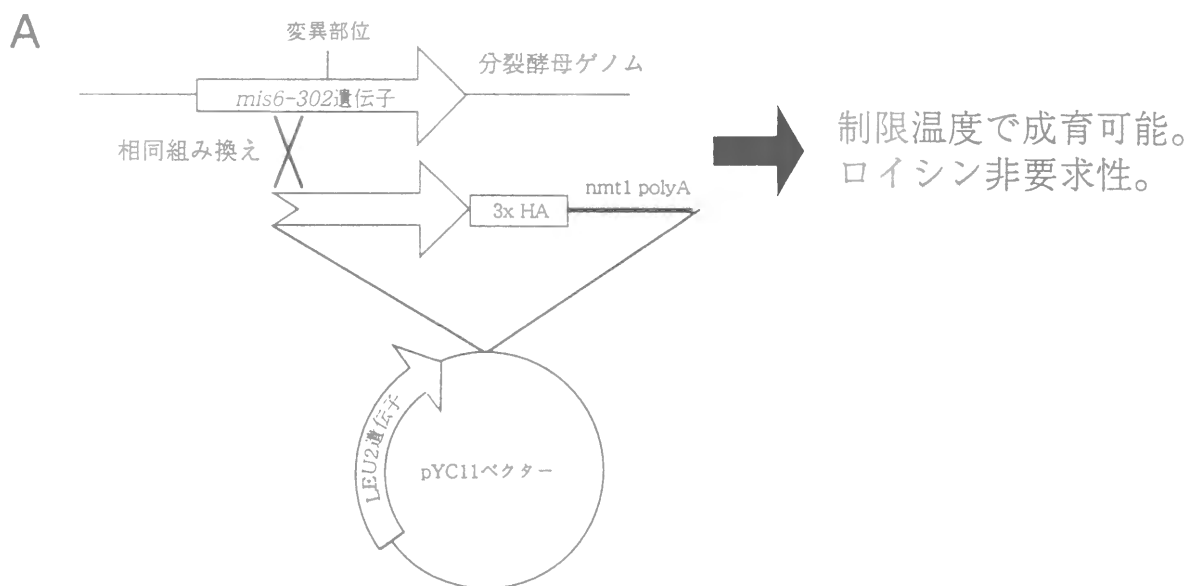 A
変異部位
分裂酵母ゲノム
mis6-302遺伝子
相同組み換え
制限温度で成育可能。
ロイシン非要求性。
nmt1 polyA
3x HA
LEU2遺伝子
pYC11ベクター